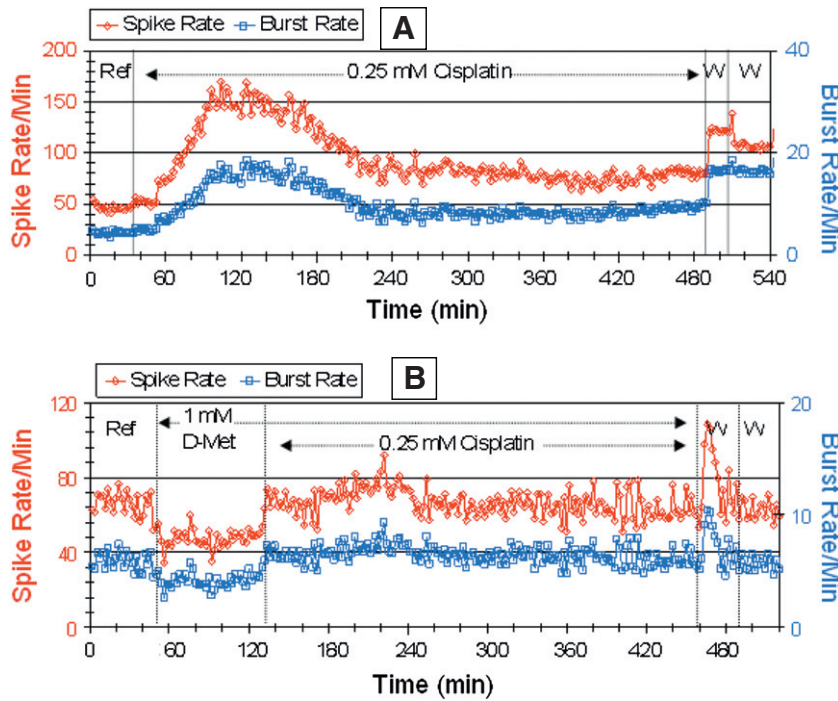 Spike Rate Burst Rate A
200 40
Ref 0.25 mM Cisplatin W W
150 30
100 20
50 10
0 0
Spike Rate/Min
Burst Rate/Min
0 60 120 180 240 300 360 420 480 540
Time (min)
B
Spike Rate Burst Rate
120 20
Ref 1 mM D-Met W W
0.25 mM Cisplatin
80
40 10
0 0
Spike Rate/Min
Burst Rate/Min
0 60 120 180 240 300 360 420 480
Time (min)